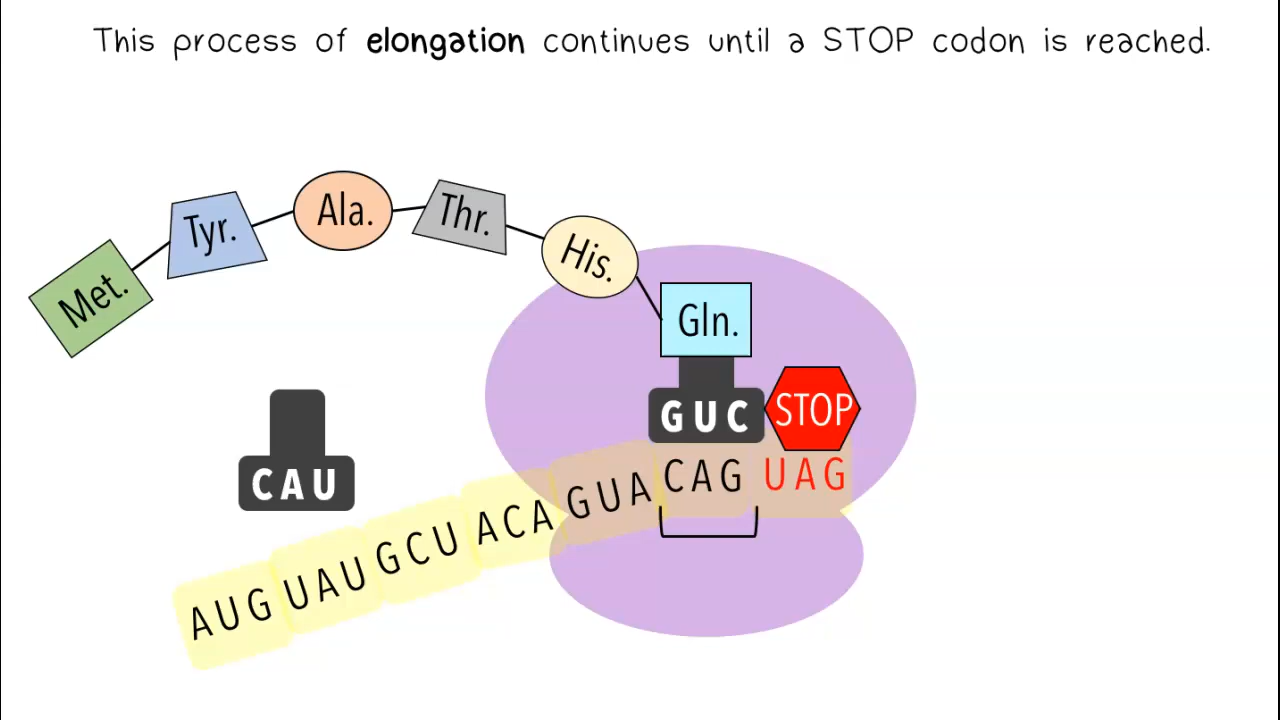 This process of elongation continues until a STOP codon is reached.
Met. Tyr. Ala. Thr. His. Gln.
GUC STOP
CAU
AUG UAU GCU ACA GUA CAG UAG